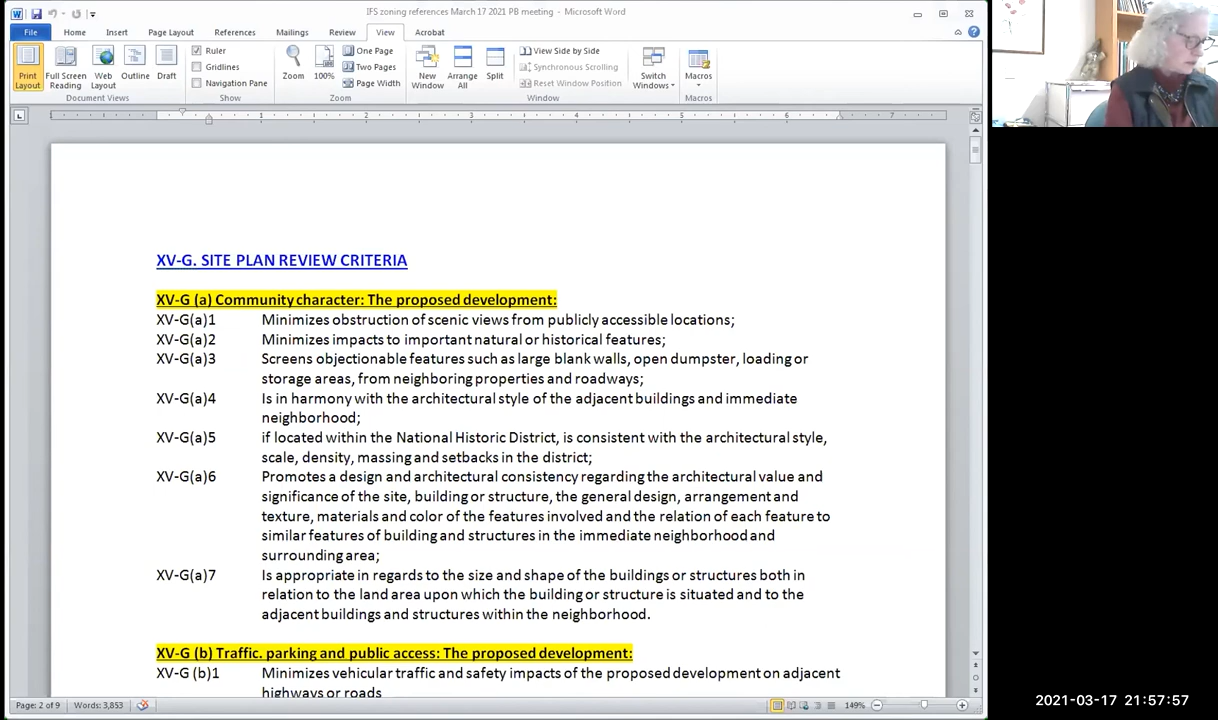 IFS zoning references March 17 2021 PB meeting - Microsoft Word
File Home Insert Page Layout References Mailings Review View Acrobat
Print Layout
Full Screen Reading
Web Layout
Outline
Draft
Document Views
Ruler
Gridlines
Navigation Pane
Show
Zoom
100%
One Page
Two Pages
Page Width
Zoom
New Window
Arrange All
Split
View Side by Side
Synchronous Scrolling
Reset Window Position
Window
Switch Windows
Macros
Macros
1 2 3 4 5 6 7
XV-G. SITE PLAN REVIEW CRITERIA
XV-G (a) Community character: The proposed development:
XV-G(a)1 Minimizes obstruction of scenic views from publicly accessible locations;
XV-G(a)2 Minimizes impacts to important natural or historical features;
XV-G(a)3 Screens objectionable features such as large blank walls, open dumpster, loading or
storage areas, from neighboring properties and roadways;
XV-G(a)4 Is in harmony with the architectural style of the adjacent buildings and immediate
neighborhood;
XV-G(a)5 if located within the National Historic District, is consistent with the architectural style,
scale, density, massing and setbacks in the district;
XV-G(a)6 Promotes a design and architectural consistency regarding the architectural value and
significance of the site, building or structure, the general design, arrangement and
texture, materials and color of the features involved and the relation of each feature to
similar features of building and structures in the immediate neighborhood and
surrounding area;
XV-G(a)7 Is appropriate in regards to the size and shape of the buildings or structures both in
relation to the land area upon which the building or structure is situated and to the
adjacent buildings and structures within the neighborhood.
XV-G (b) Traffic. parking and public access: The proposed development:
XV-G (b)1 Minimizes vehicular traffic and safety impacts of the proposed development on adjacent
highways or roads
Page: 2 of 9 Words: 3,853 149%
2021-03-17 21:57:57